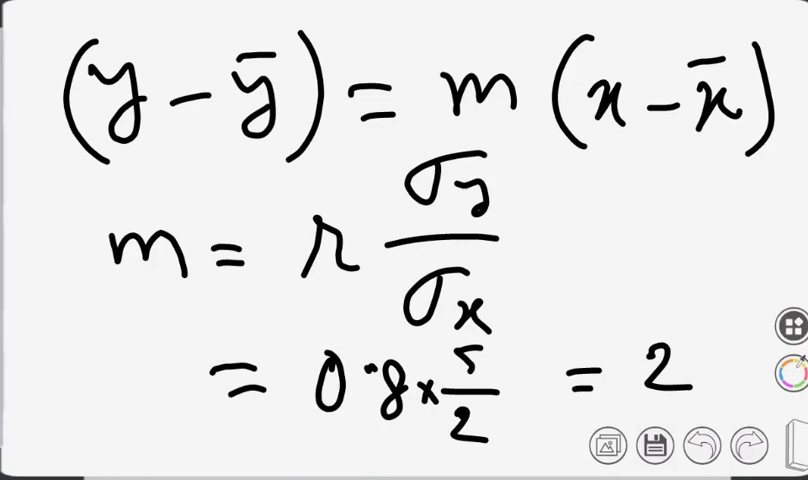 (y - ȳ) = m (x - x̄)
m = r σy / σx
= 0.8 × 5/2 = 2